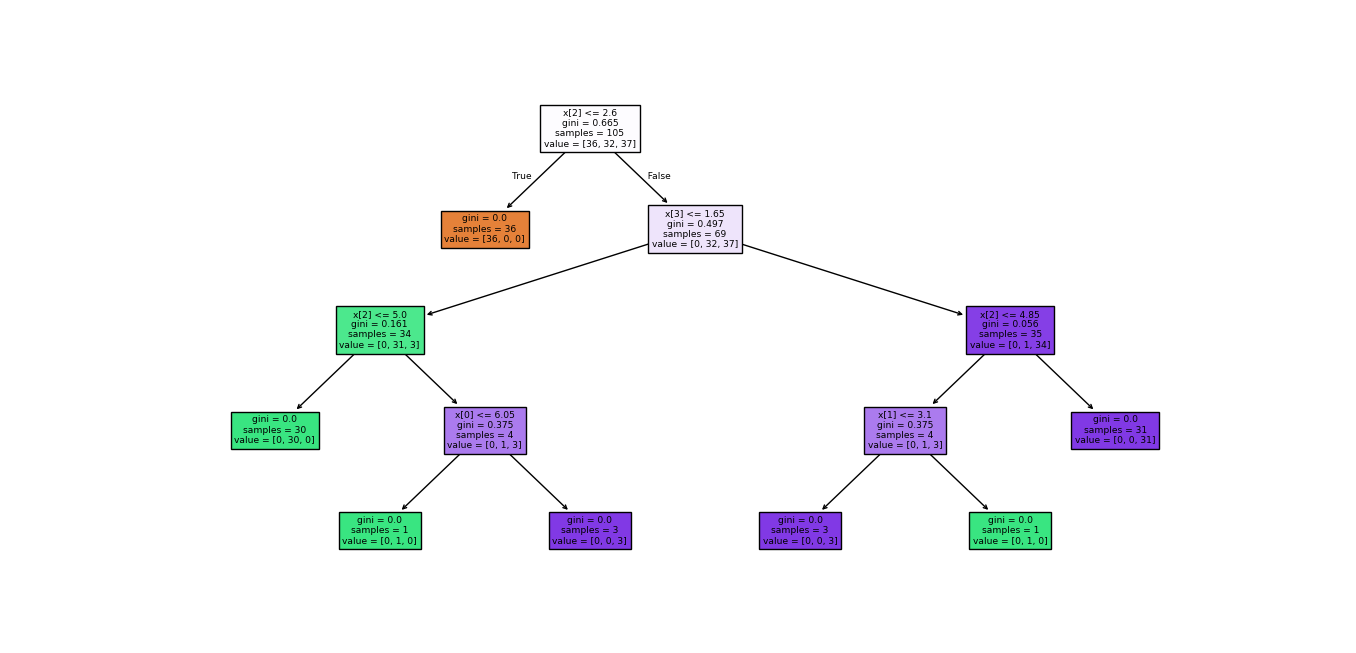 x[2] <= 2.6
gini = 0.665
samples = 105
value = [36, 32, 37]
True
False
gini = 0.0
samples = 36
value = [36, 0, 0]
x[3] <= 1.65
gini = 0.497
samples = 69
value = [0, 32, 37]
x[2] <= 5.0
gini = 0.161
samples = 34
value = [0, 31, 3]
x[2] <= 4.85
gini = 0.056
samples = 35
value = [0, 1, 34]
gini = 0.0
samples = 30
value = [0, 30, 0]
x[0] <= 6.05
gini = 0.375
samples = 4
value = [0, 1, 3]
x[1] <= 3.1
gini = 0.375
samples = 4
value = [0, 1, 3]
gini = 0.0
samples = 31
value = [0, 0, 31]
gini = 0.0
samples = 1
value = [0, 1, 0]
gini = 0.0
samples = 3
value = [0, 0, 3]
gini = 0.0
samples = 3
value = [0, 0, 3]
gini = 0.0
samples = 1
value = [0, 1, 0]